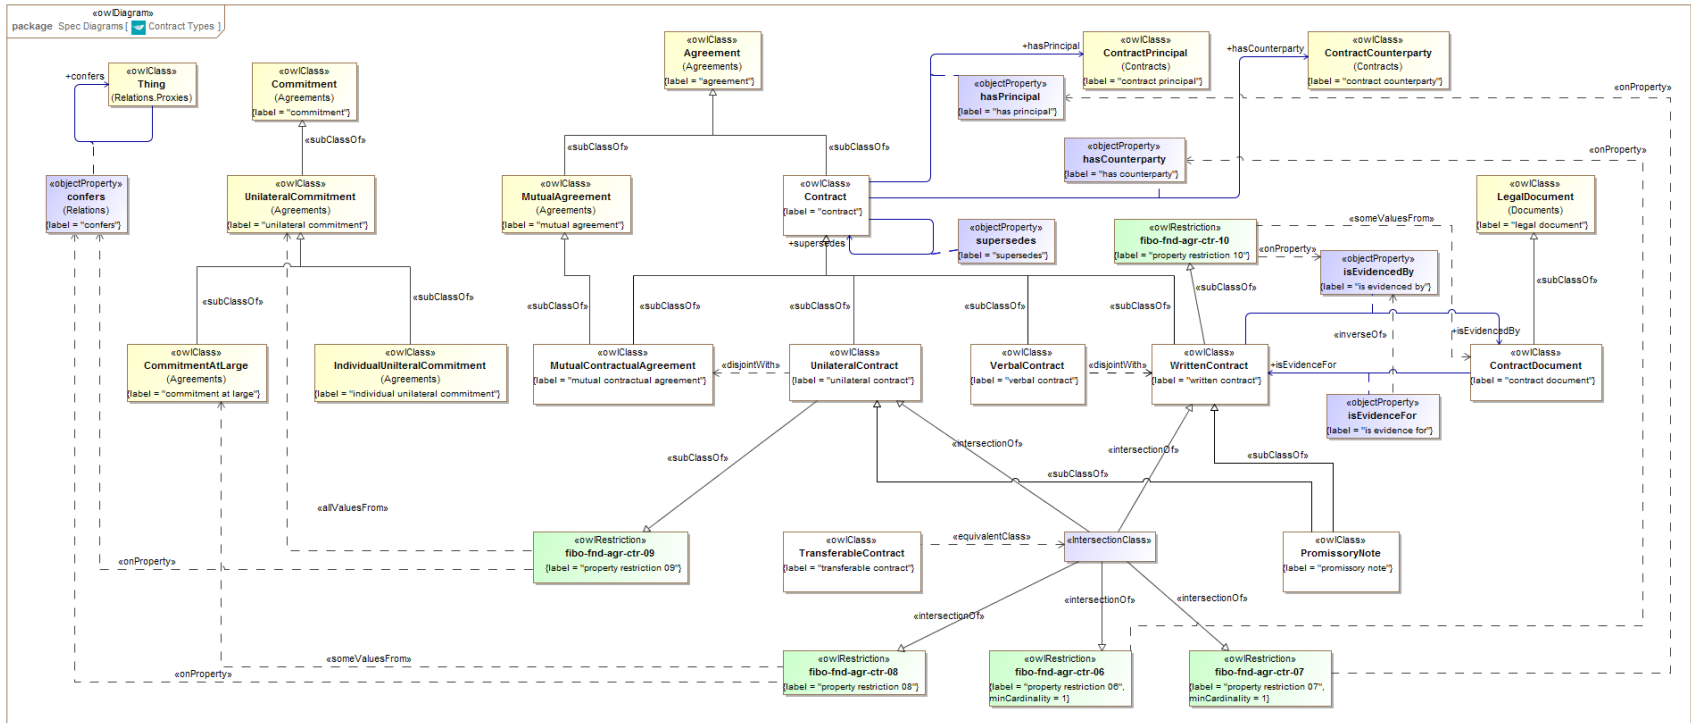 «owlDiagram»
package Spec Diagrams [ Contract Types ]
«owlClass»
Agreement
(Agreements)
{label = "agreement"}
+hasPrincipal
«owlClass»
ContractPrincipal
(Contracts)
{label = "contract principal"}
+hasCounterparty
«owlClass»
ContractCounterparty
(Contracts)
{label = "contract counterparty"}
+confers
«owlClass»
Thing
(Relations.Proxies)
«owlClass»
Commitment
(Agreements)
{label = "commitment"}
«objectProperty»
hasPrincipal
{label = "has principal"}
«onProperty»
«subClassOf»
«subClassOf»
«subClassOf»
«objectProperty»
hasCounterparty
{label = "has counterparty"}
«onProperty»
«objectProperty»
confers
(Relations)
{label = "confers"}
«owlClass»
UnilateralCommitment
(Agreements)
{label = "unilateral commitment"}
«owlClass»
MutualAgreement
(Agreements)
{label = "mutual agreement"}
«owlClass»
Contract
{label = "contract"}
+supersedes
«objectProperty»
supersedes
{label = "supersedes"}
«owlRestriction»
fibo-fnd-agr-ctr-10
{label = "property restriction 10"}
«someValuesFrom»
«onProperty»
«objectProperty»
isEvidencedBy
{label = "is evidenced by"}
«owlClass»
LegalDocument
(Documents)
{label = "legal document"}
«subClassOf»
«subClassOf»
«subClassOf»
«subClassOf»
«subClassOf»
«subClassOf»
«subClassOf»
«subClassOf»
«subClassOf»
«subClassOf»
«inverseOf»
+isEvidencedBy
«owlClass»
CommitmentAtLarge
(Agreements)
{label = "commitment at large"}
«owlClass»
IndividualUnilteralCommitment
(Agreements)
{label = "individual unilateral commitment"}
«owlClass»
MutualContractualAgreement
{label = "mutual contractual agreement"}
«disjointWith»
«owlClass»
UnilateralContract
{label = "unilateral contract"}
«owlClass»
VerbalContract
{label = "verbal contract"}
«disjointWith»
«owlClass»
WrittenContract
{label = "written contract"}
+isEvidenceFor
«owlClass»
ContractDocument
{label = "contract document"}
«objectProperty»
isEvidenceFor
{label = "is evidence for"}
«subClassOf»
«intersectionOf»
«intersectionOf»
«subClassOf»
«allValuesFrom»
«onProperty»
«owlRestriction»
fibo-fnd-agr-ctr-09
{label = "property restriction 09"}
«owlClass»
TransferableContract
{label = "transferable contract"}
«equivalentClass»
«IntersectionClass»
«owlClass»
PromissoryNote
{label = "promissory note"}
«intersectionOf»
«intersectionOf»
«intersectionOf»
«someValuesFrom»
«onProperty»
«owlRestriction»
fibo-fnd-agr-ctr-08
{label = "property restriction 08"}
«owlRestriction»
fibo-fnd-agr-ctr-06
{label = "property restriction 06",
minCardinality = 1}
«owlRestriction»
fibo-fnd-agr-ctr-07
{label = "property restriction 07",
minCardinality = 1}